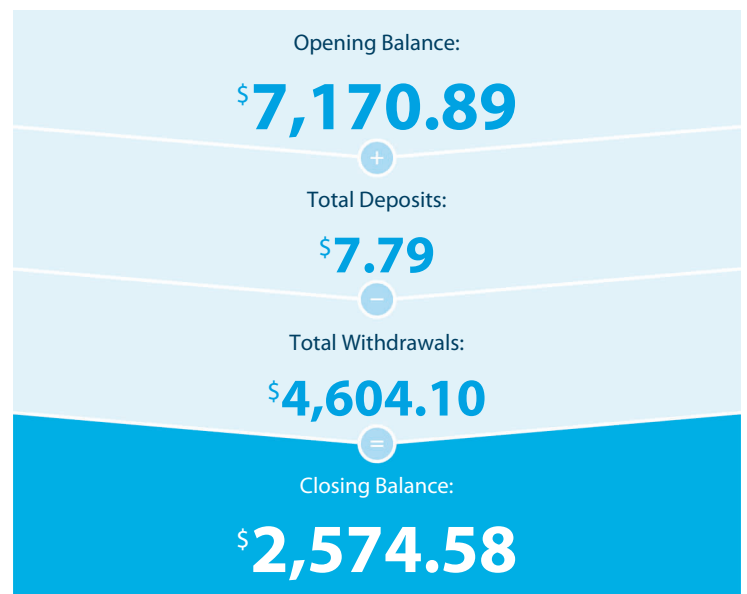 Opening Balance:
$7,170.89
+
Total Deposits:
$7.79
−
Total Withdrawals:
$4,604.10
=
Closing Balance:
$2,574.58